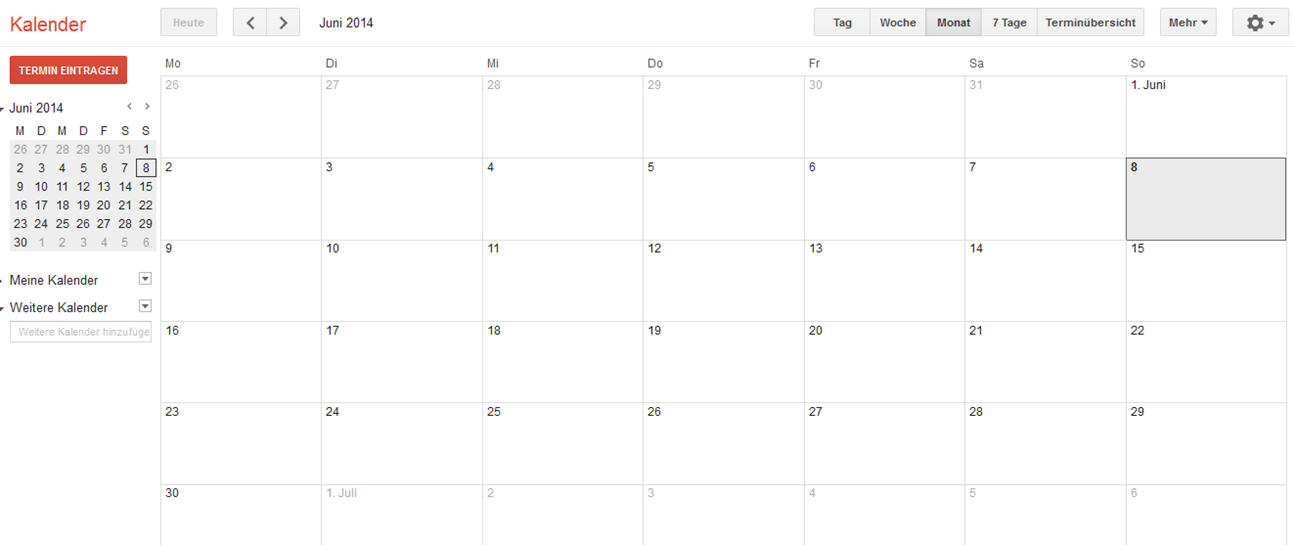 Kalender
Heute
Juni 2014
Tag Woche Monat 7 Tage Terminübersicht
Mehr
TERMIN EINTRAGEN
Juni 2014
M D M D F S S
26 27 28 29 30 31 1
2 3 4 5 6 7 8
9 10 11 12 13 14 15
16 17 18 19 20 21 22
23 24 25 26 27 28 29
30 1 2 3 4 5 6
Meine Kalender
Weitere Kalender
Weitere Kalender hinzufüge
Mo Di Mi Do Fr Sa So
26 27 28 29 30 31 1. Juni
2 3 4 5 6 7 8
9 10 11 12 13 14 15
16 17 18 19 20 21 22
23 24 25 26 27 28 29
30 1. Juli 2 3 4 5 6